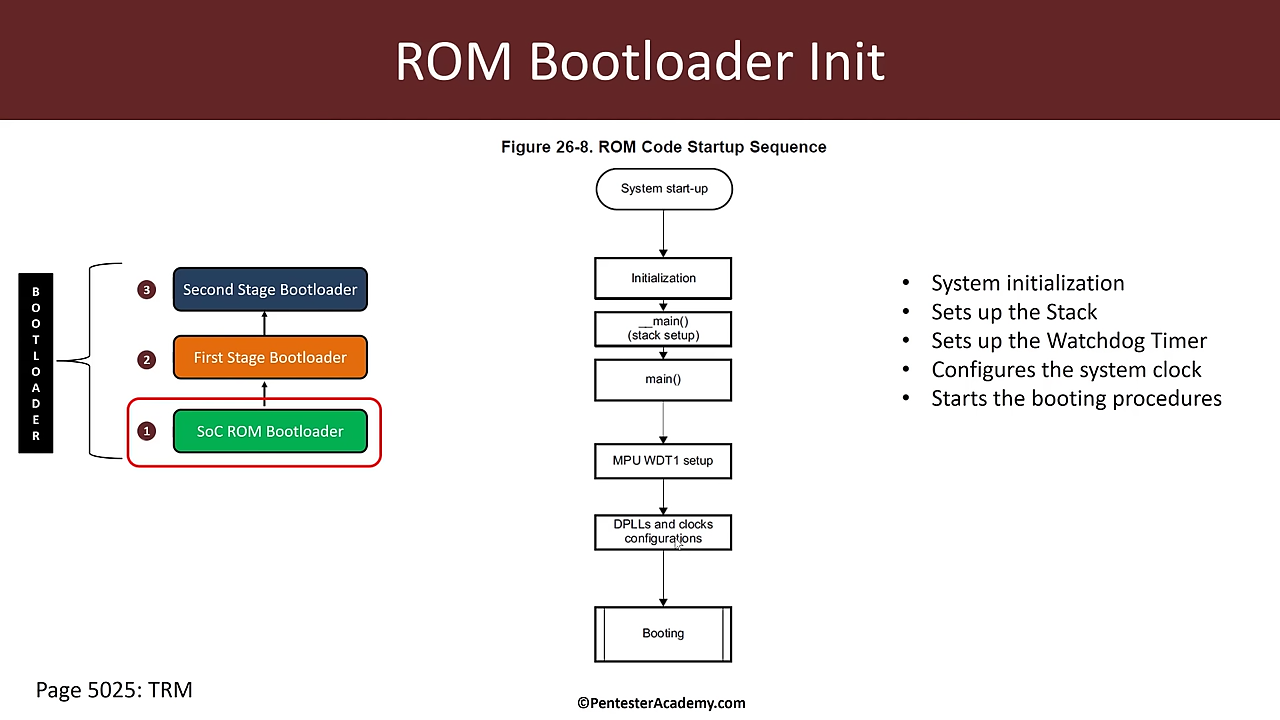 ROM Bootloader Init
Figure 26-8. ROM Code Startup Sequence
BOOTLOADER
3
Second Stage Bootloader
2
First Stage Bootloader
1
SoC ROM Bootloader
System start-up
Initialization
__main()
(stack setup)
main()
MPU WDT1 setup
DPLLs and clocks
configurations
Booting
• System initialization
• Sets up the Stack
• Sets up the Watchdog Timer
• Configures the system clock
• Starts the booting procedures
Page 5025: TRM
©PentesterAcademy.com